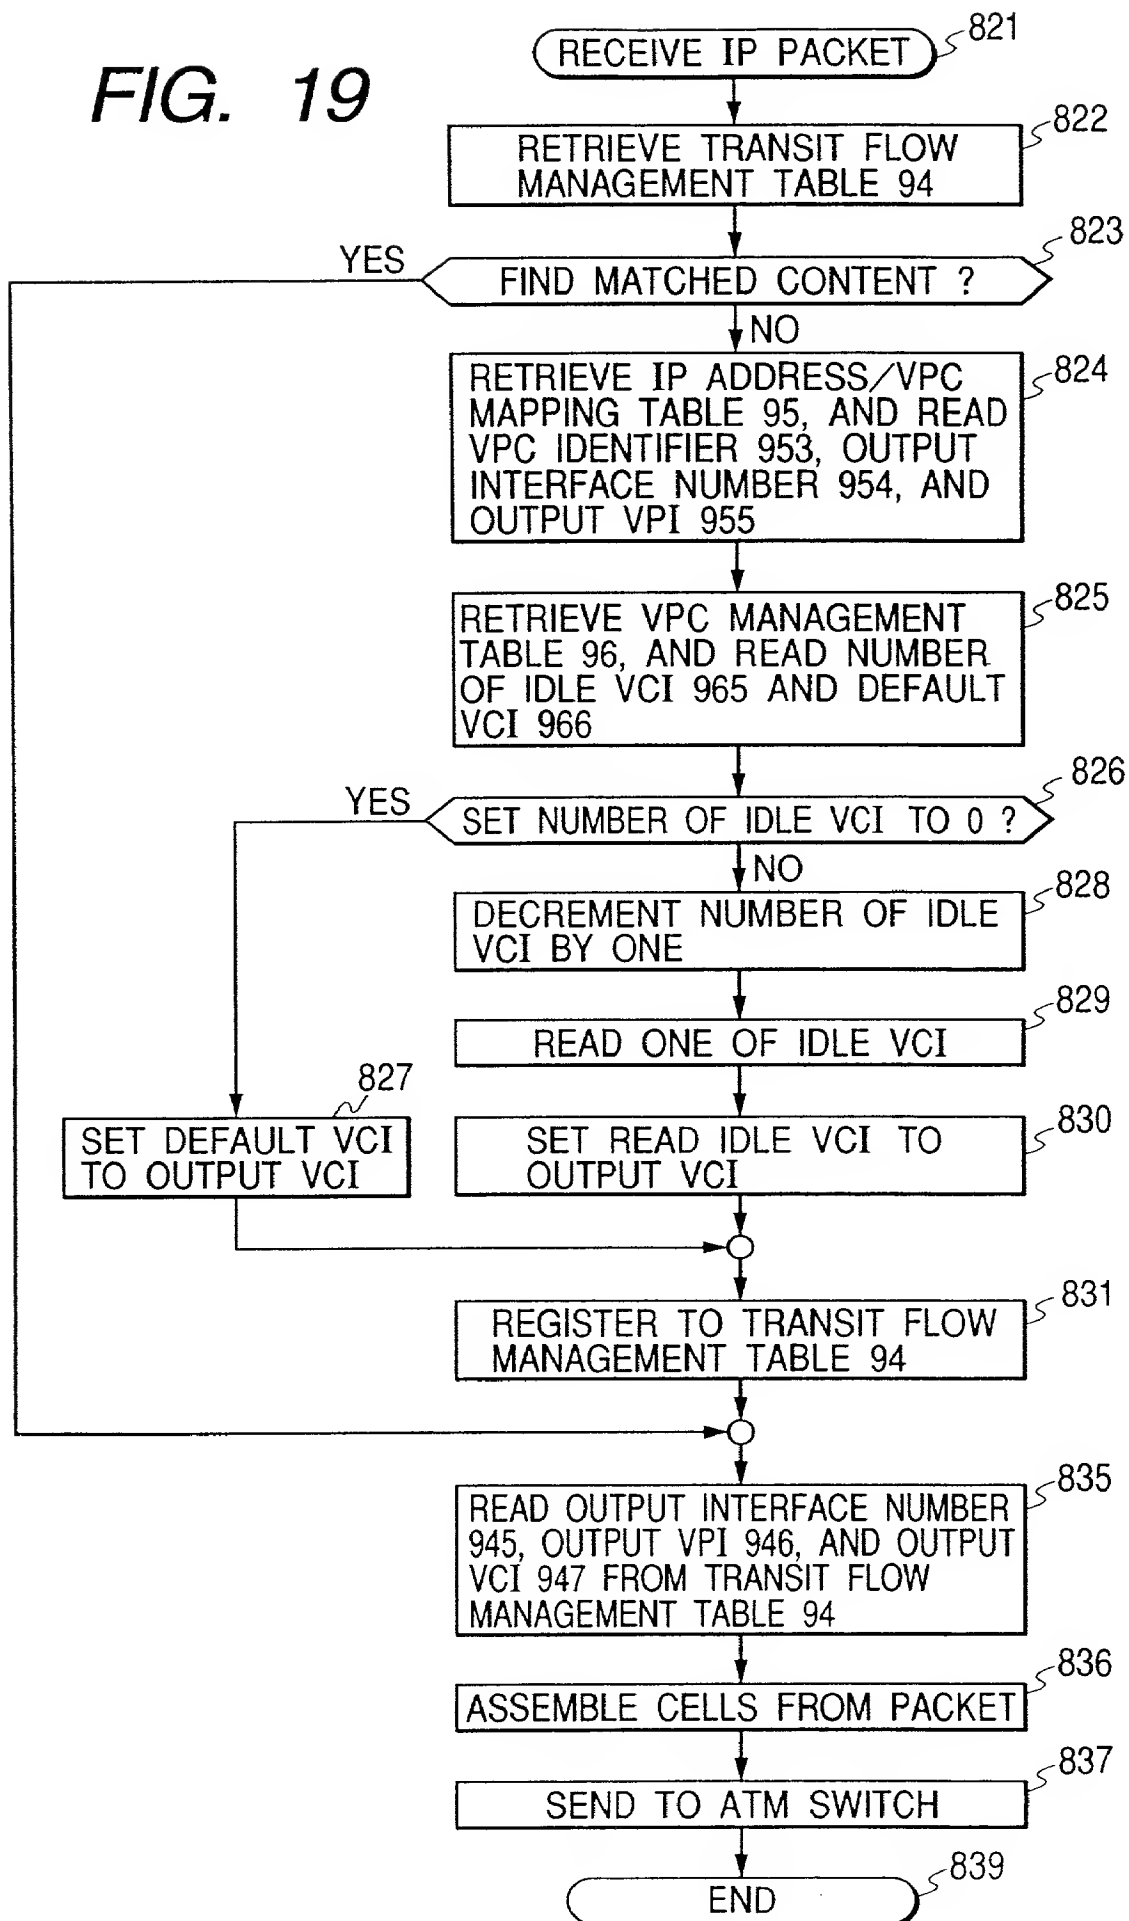 FIG. 19
RECEIVE IP PACKET
821
RETRIEVE TRANSIT FLOW
MANAGEMENT TABLE 94
822
YES
FIND MATCHED CONTENT ?
823
NO
RETRIEVE IP ADDRESS/VPC
MAPPING TABLE 95, AND READ
VPC IDENTIFIER 953, OUTPUT
INTERFACE NUMBER 954, AND
OUTPUT VPI 955
824
RETRIEVE VPC MANAGEMENT
TABLE 96, AND READ NUMBER
OF IDLE VCI 965 AND DEFAULT
VCI 966
825
YES
SET NUMBER OF IDLE VCI TO 0 ?
826
NO
DECREMENT NUMBER OF IDLE
VCI BY ONE
828
READ ONE OF IDLE VCI
829
827
SET DEFAULT VCI
TO OUTPUT VCI
SET READ IDLE VCI TO
OUTPUT VCI
830
REGISTER TO TRANSIT FLOW
MANAGEMENT TABLE 94
831
READ OUTPUT INTERFACE NUMBER
945, OUTPUT VPI 946, AND OUTPUT
VCI 947 FROM TRANSIT FLOW
MANAGEMENT TABLE 94
835
ASSEMBLE CELLS FROM PACKET
836
SEND TO ATM SWITCH
837
END
839